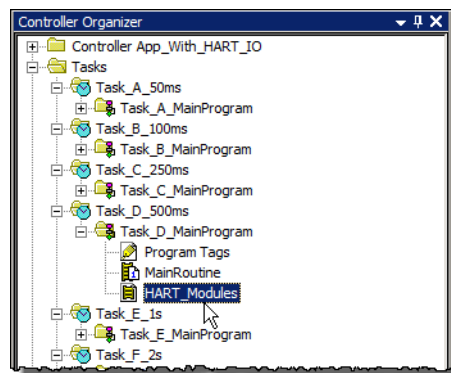 Controller Organizer
Controller App_With_HART_IO
Tasks
Task_A_50ms
Task_A_MainProgram
Task_B_100ms
Task_B_MainProgram
Task_C_250ms
Task_C_MainProgram
Task_D_500ms
Task_D_MainProgram
Program Tags
MainRoutine
HART_Modules
Task_E_1s
Task_E_MainProgram
Task_F_2s